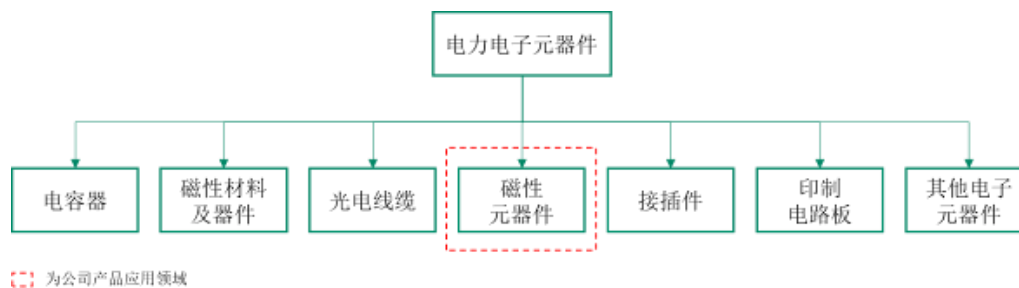 电力电子元器件
电容器
磁性材料
及器件
光电线缆
磁性
元器件
接插件
印制
电路板
其他电子
元器件
为公司产品应用领域